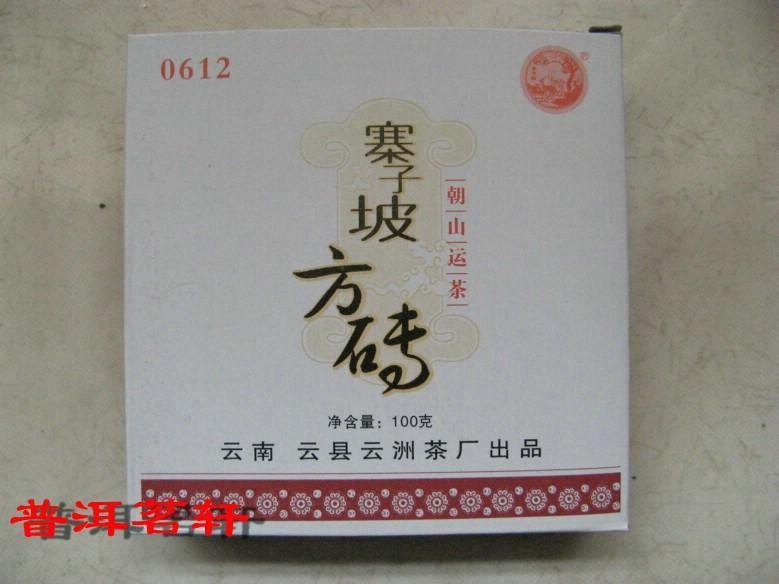 0612
®
寨子坡
方砖
朝山运茶
净含量：100克
云南 云县云洲茶厂出品
普洱茗轩